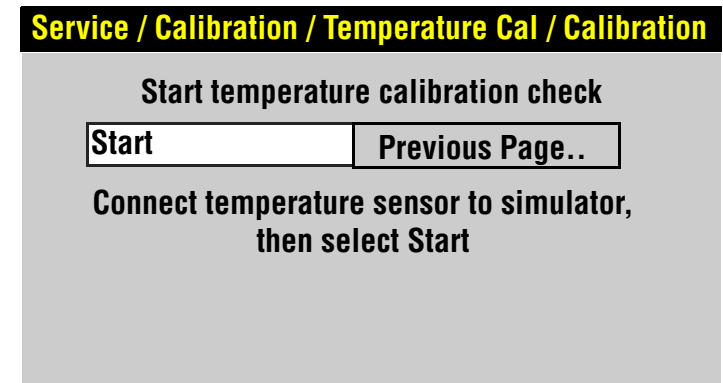 Service / Calibration / Temperature Cal / Calibration
Start temperature calibration check
Start
Previous Page..
Connect temperature sensor to simulator,
then select Start